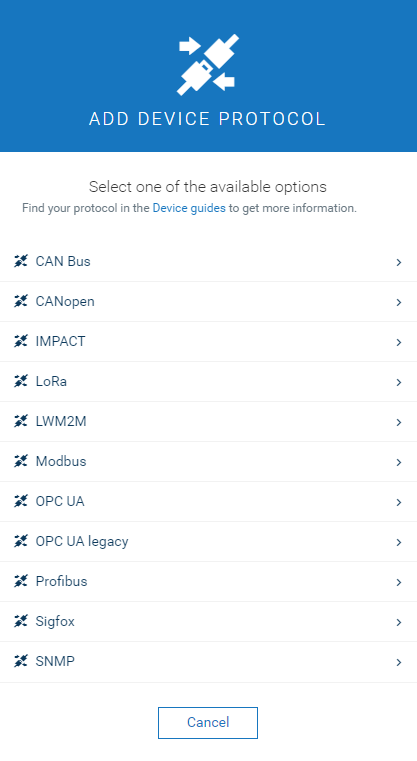 ADD DEVICE PROTOCOL
Select one of the available options
Find your protocol in the Device guides to get more information.
CAN Bus
CANopen
IMPACT
LoRa
LWM2M
Modbus
OPC UA
OPC UA legacy
Profibus
Sigfox
SNMP
Cancel